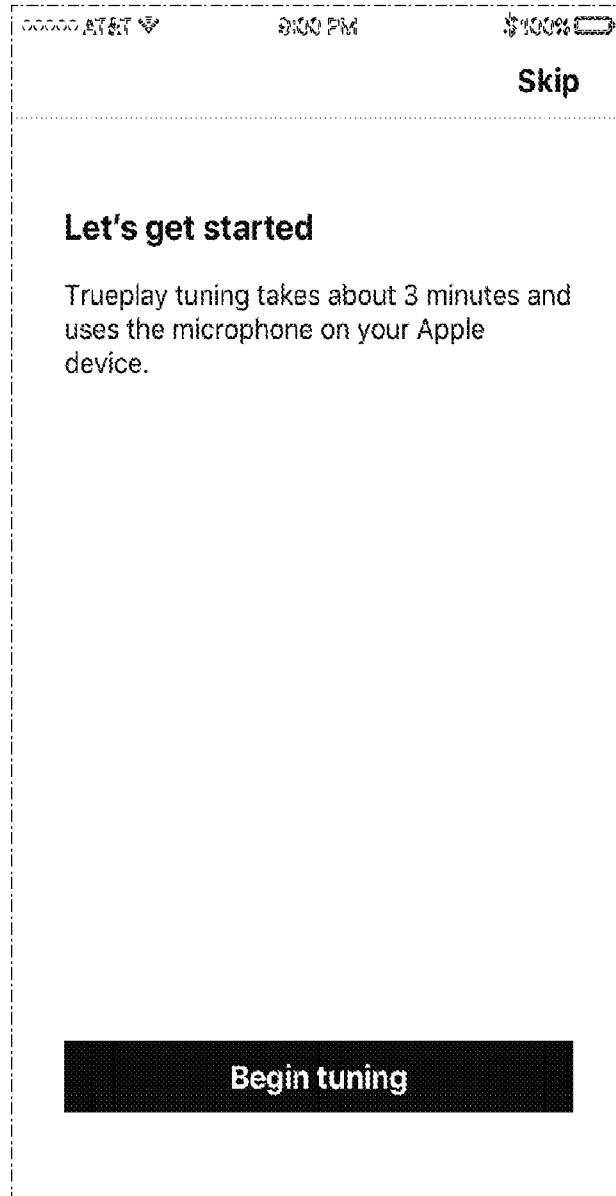 AT&T 9:00 PM 100%
Skip
Let's get started
Trueplay tuning takes about 3 minutes and
uses the microphone on your Apple
device.
Begin tuning